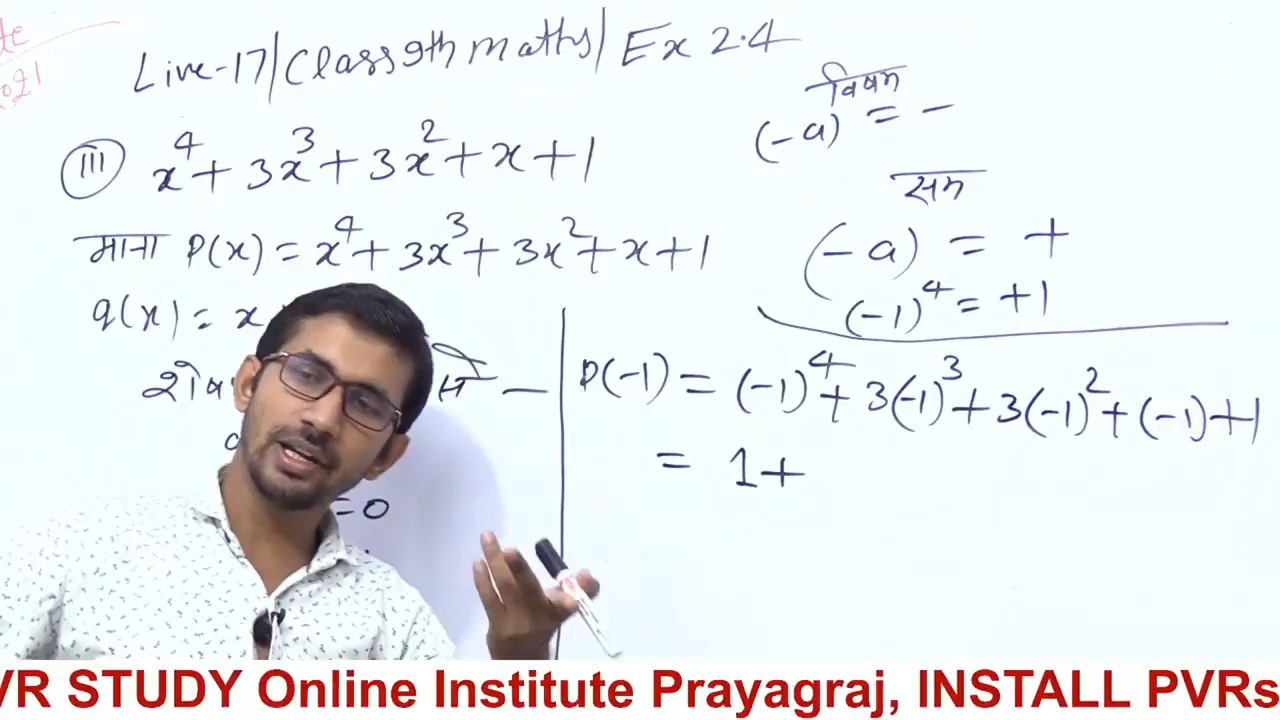 Live-17/Class 9th maths/ Ex 2.4
(III) x⁴ + 3x³ + 3x² + x + 1
माना P(x) = x⁴ + 3x³ + 3x² + x + 1
q(x) = x
= 0
विषम
(-a) = -
सम
(-a) = +
(-1)⁴ = +1
P(-1) = (-1)⁴ + 3(-1)³ + 3(-1)² + (-1) + 1
= 1 +
VR STUDY Online Institute Prayagraj, INSTALL PVRs